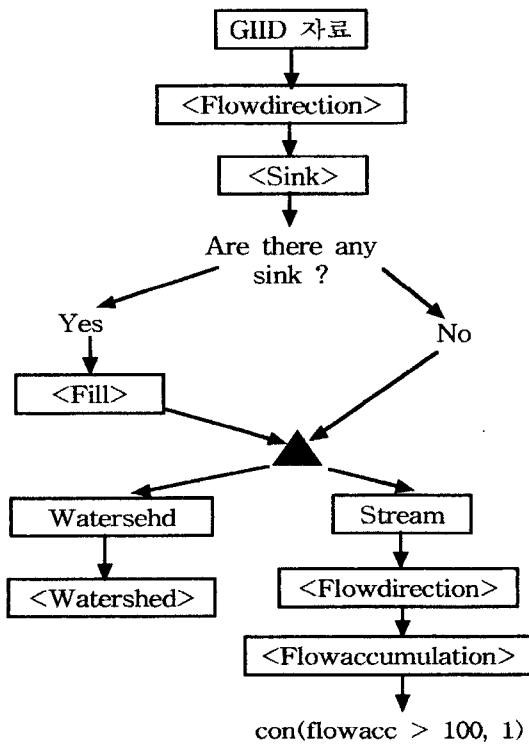 GIID 자료
<Flowdirection>
<Sink>
Are there any
sink ?
Yes
No
<Fill>
Watersehd
Stream
<Watershed>
<Flowdirection>
<Flowaccumulation>
con(flowacc > 100, 1)